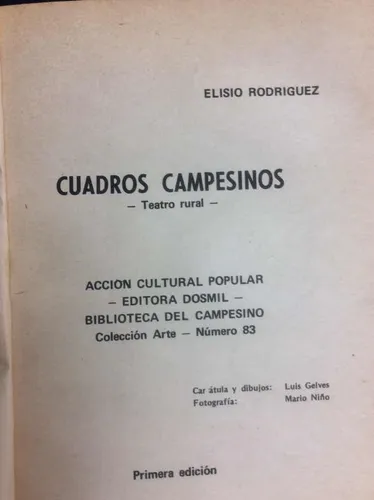 ELISIO RODRIGUEZ
CUADROS CAMPESINOS
— Teatro rural —
ACCION CULTURAL POPULAR
— EDITORA DOSMIL —
BIBLIOTECA DEL CAMPESINO
Colección Arte — Número 83
Car átula y dibujos: Luis Gelves
Fotografía: Mario Niño
Primera edición